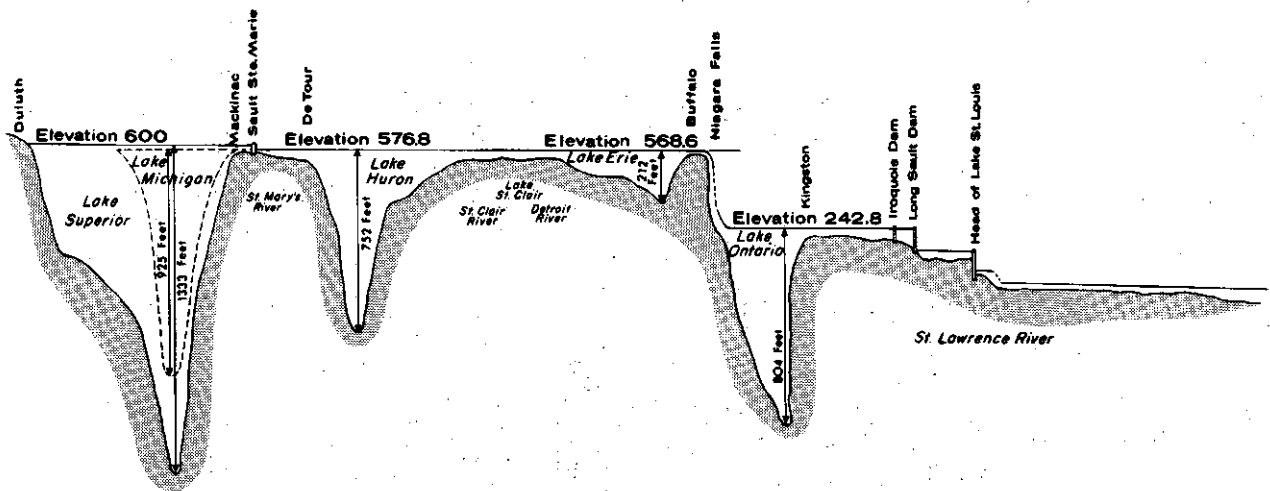 Duluth
Mackinac
Sault Ste. Marie
De Tour
Buffalo
Niagara Falls
Kingston
Iroquois Dam
Long Sault Dam
Head of Lake St. Louis
Elevation 600
Elevation 576.8
Elevation 568.6
Elevation 242.8
Lake
Superior
Lake
Michigan
925 Feet
1333 Feet
St. Mary's
River
Lake
Huron
752 Feet
St. Clair
River
Lake
St. Clair
Detroit
River
Lake Erie
212
Feet
Lake
Ontario
804 Feet
St. Lawrence River